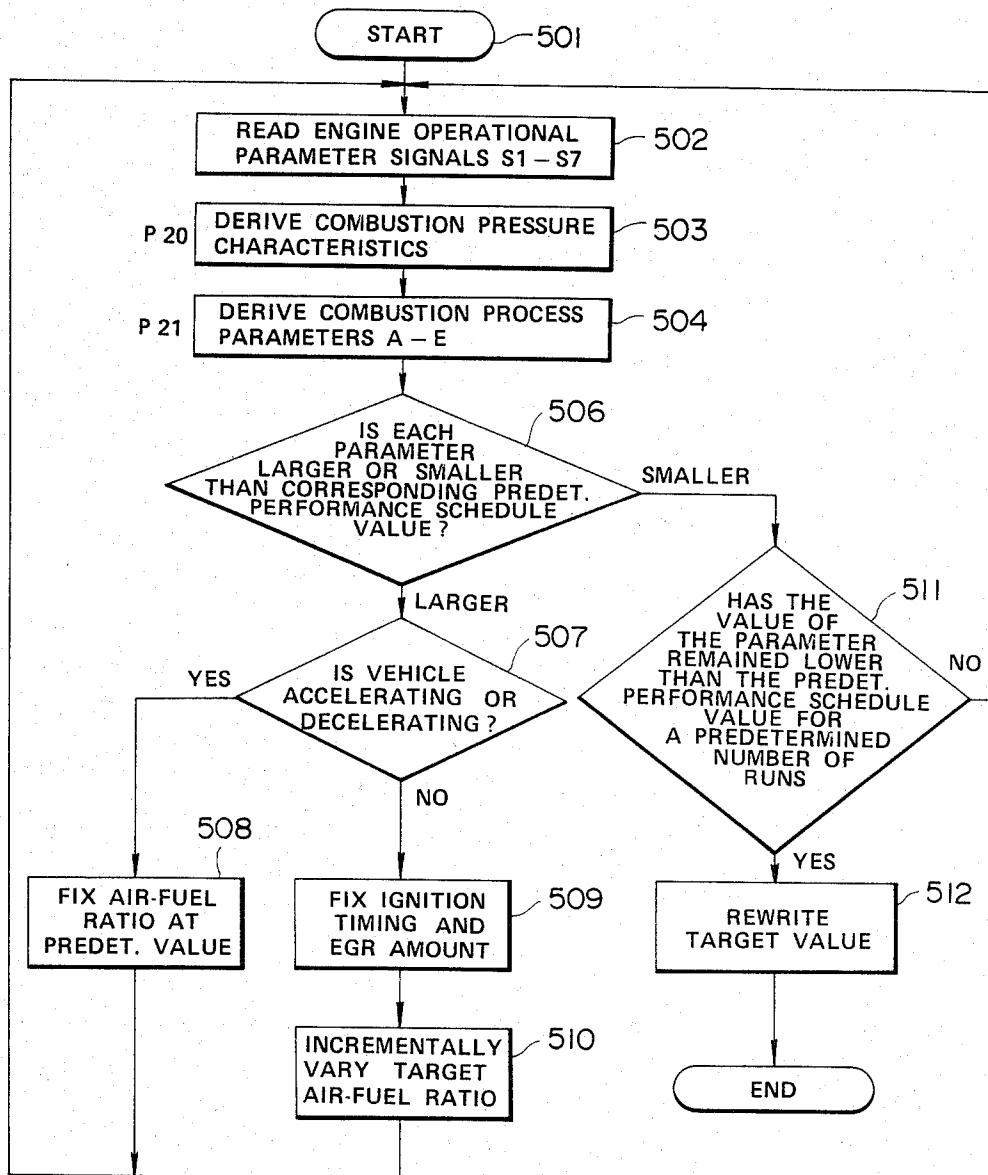 START
501
READ ENGINE OPERATIONAL
PARAMETER SIGNALS S1 – S7
502
P 20
DERIVE COMBUSTION PRESSURE
CHARACTERISTICS
503
P 21
DERIVE COMBUSTION PROCESS
PARAMETERS A – E
504
506
IS EACH
PARAMETER
LARGER OR SMALLER
THAN CORRESPONDING PREDET.
PERFORMANCE SCHEDULE
VALUE ?
SMALLER
LARGER
511
HAS THE
VALUE OF
THE PARAMETER
REMAINED LOWER
THAN THE PREDET.
PERFORMANCE SCHEDULE
VALUE FOR
A PREDETERMINED
NUMBER OF
RUNS
NO
YES
507
IS VEHICLE
ACCELERATING OR
DECELERATING ?
YES
NO
508
FIX AIR-FUEL
RATIO AT
PREDET. VALUE
FIX IGNITION
TIMING AND
EGR AMOUNT
509
REWRITE
TARGET VALUE
512
INCREMENTALLY
VARY TARGET
AIR-FUEL RATIO
510
END